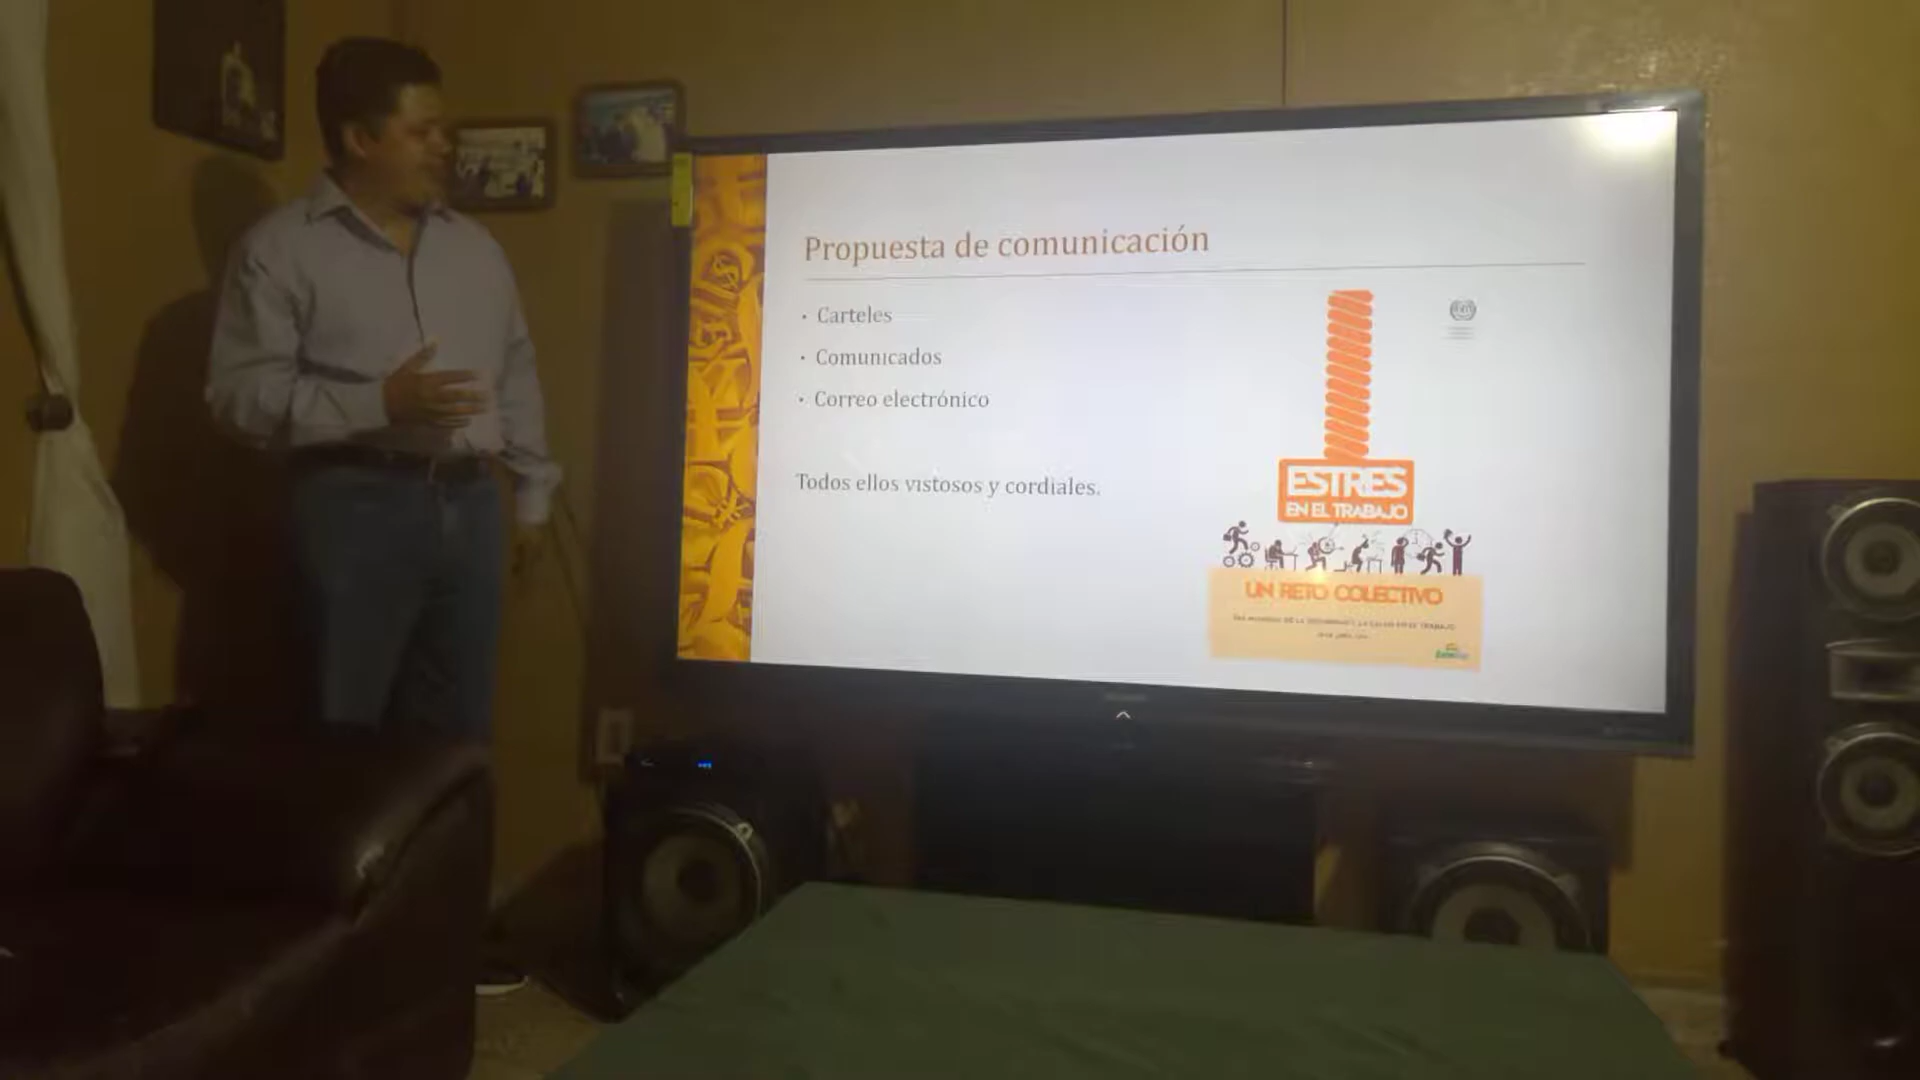 Propuesta de comunicación
• Carteles
• Comunicados
• Correo electrónico
Todos ellos vistosos y cordiales.
ESTRES
EN EL TRABAJO
UN RETO COLECTIVO